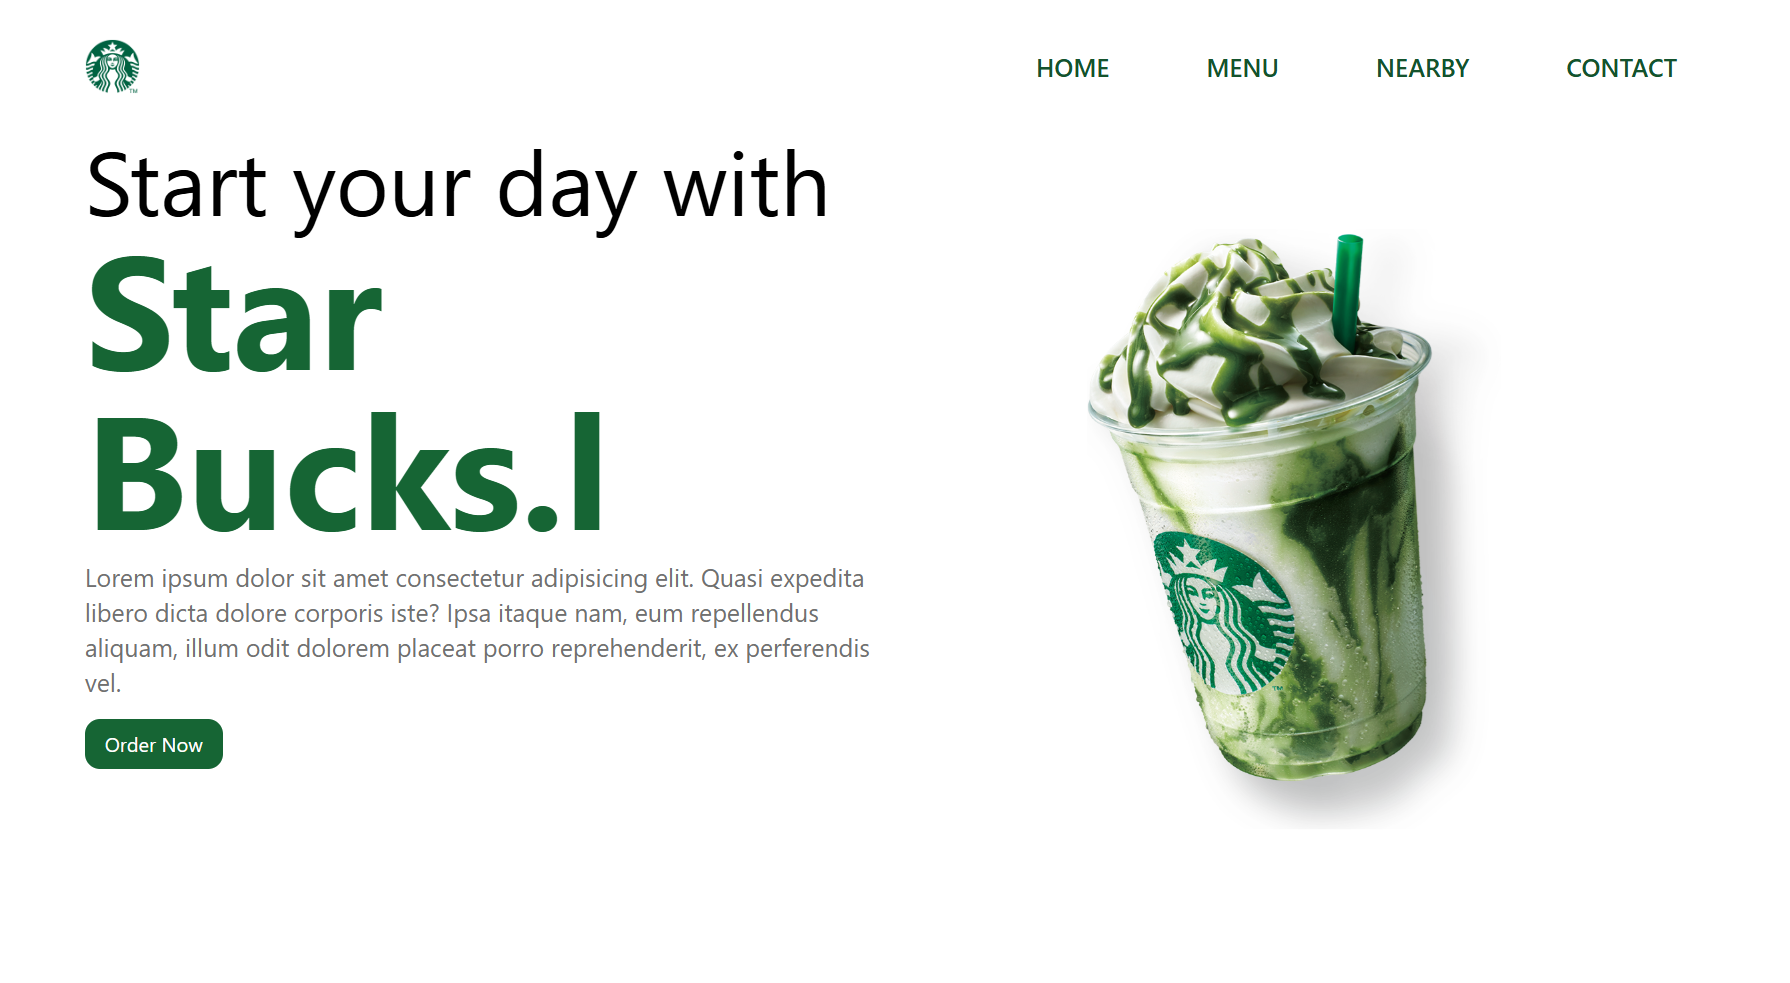 TM
HOME MENU NEARBY CONTACT
Start your day with
Star
Bucks.l
Lorem ipsum dolor sit amet consectetur adipisicing elit. Quasi expedita
libero dicta dolore corporis iste? Ipsa itaque nam, eum repellendus
aliquam, illum odit dolorem placeat porro reprehenderit, ex perferendis
vel.
Order Now
TM